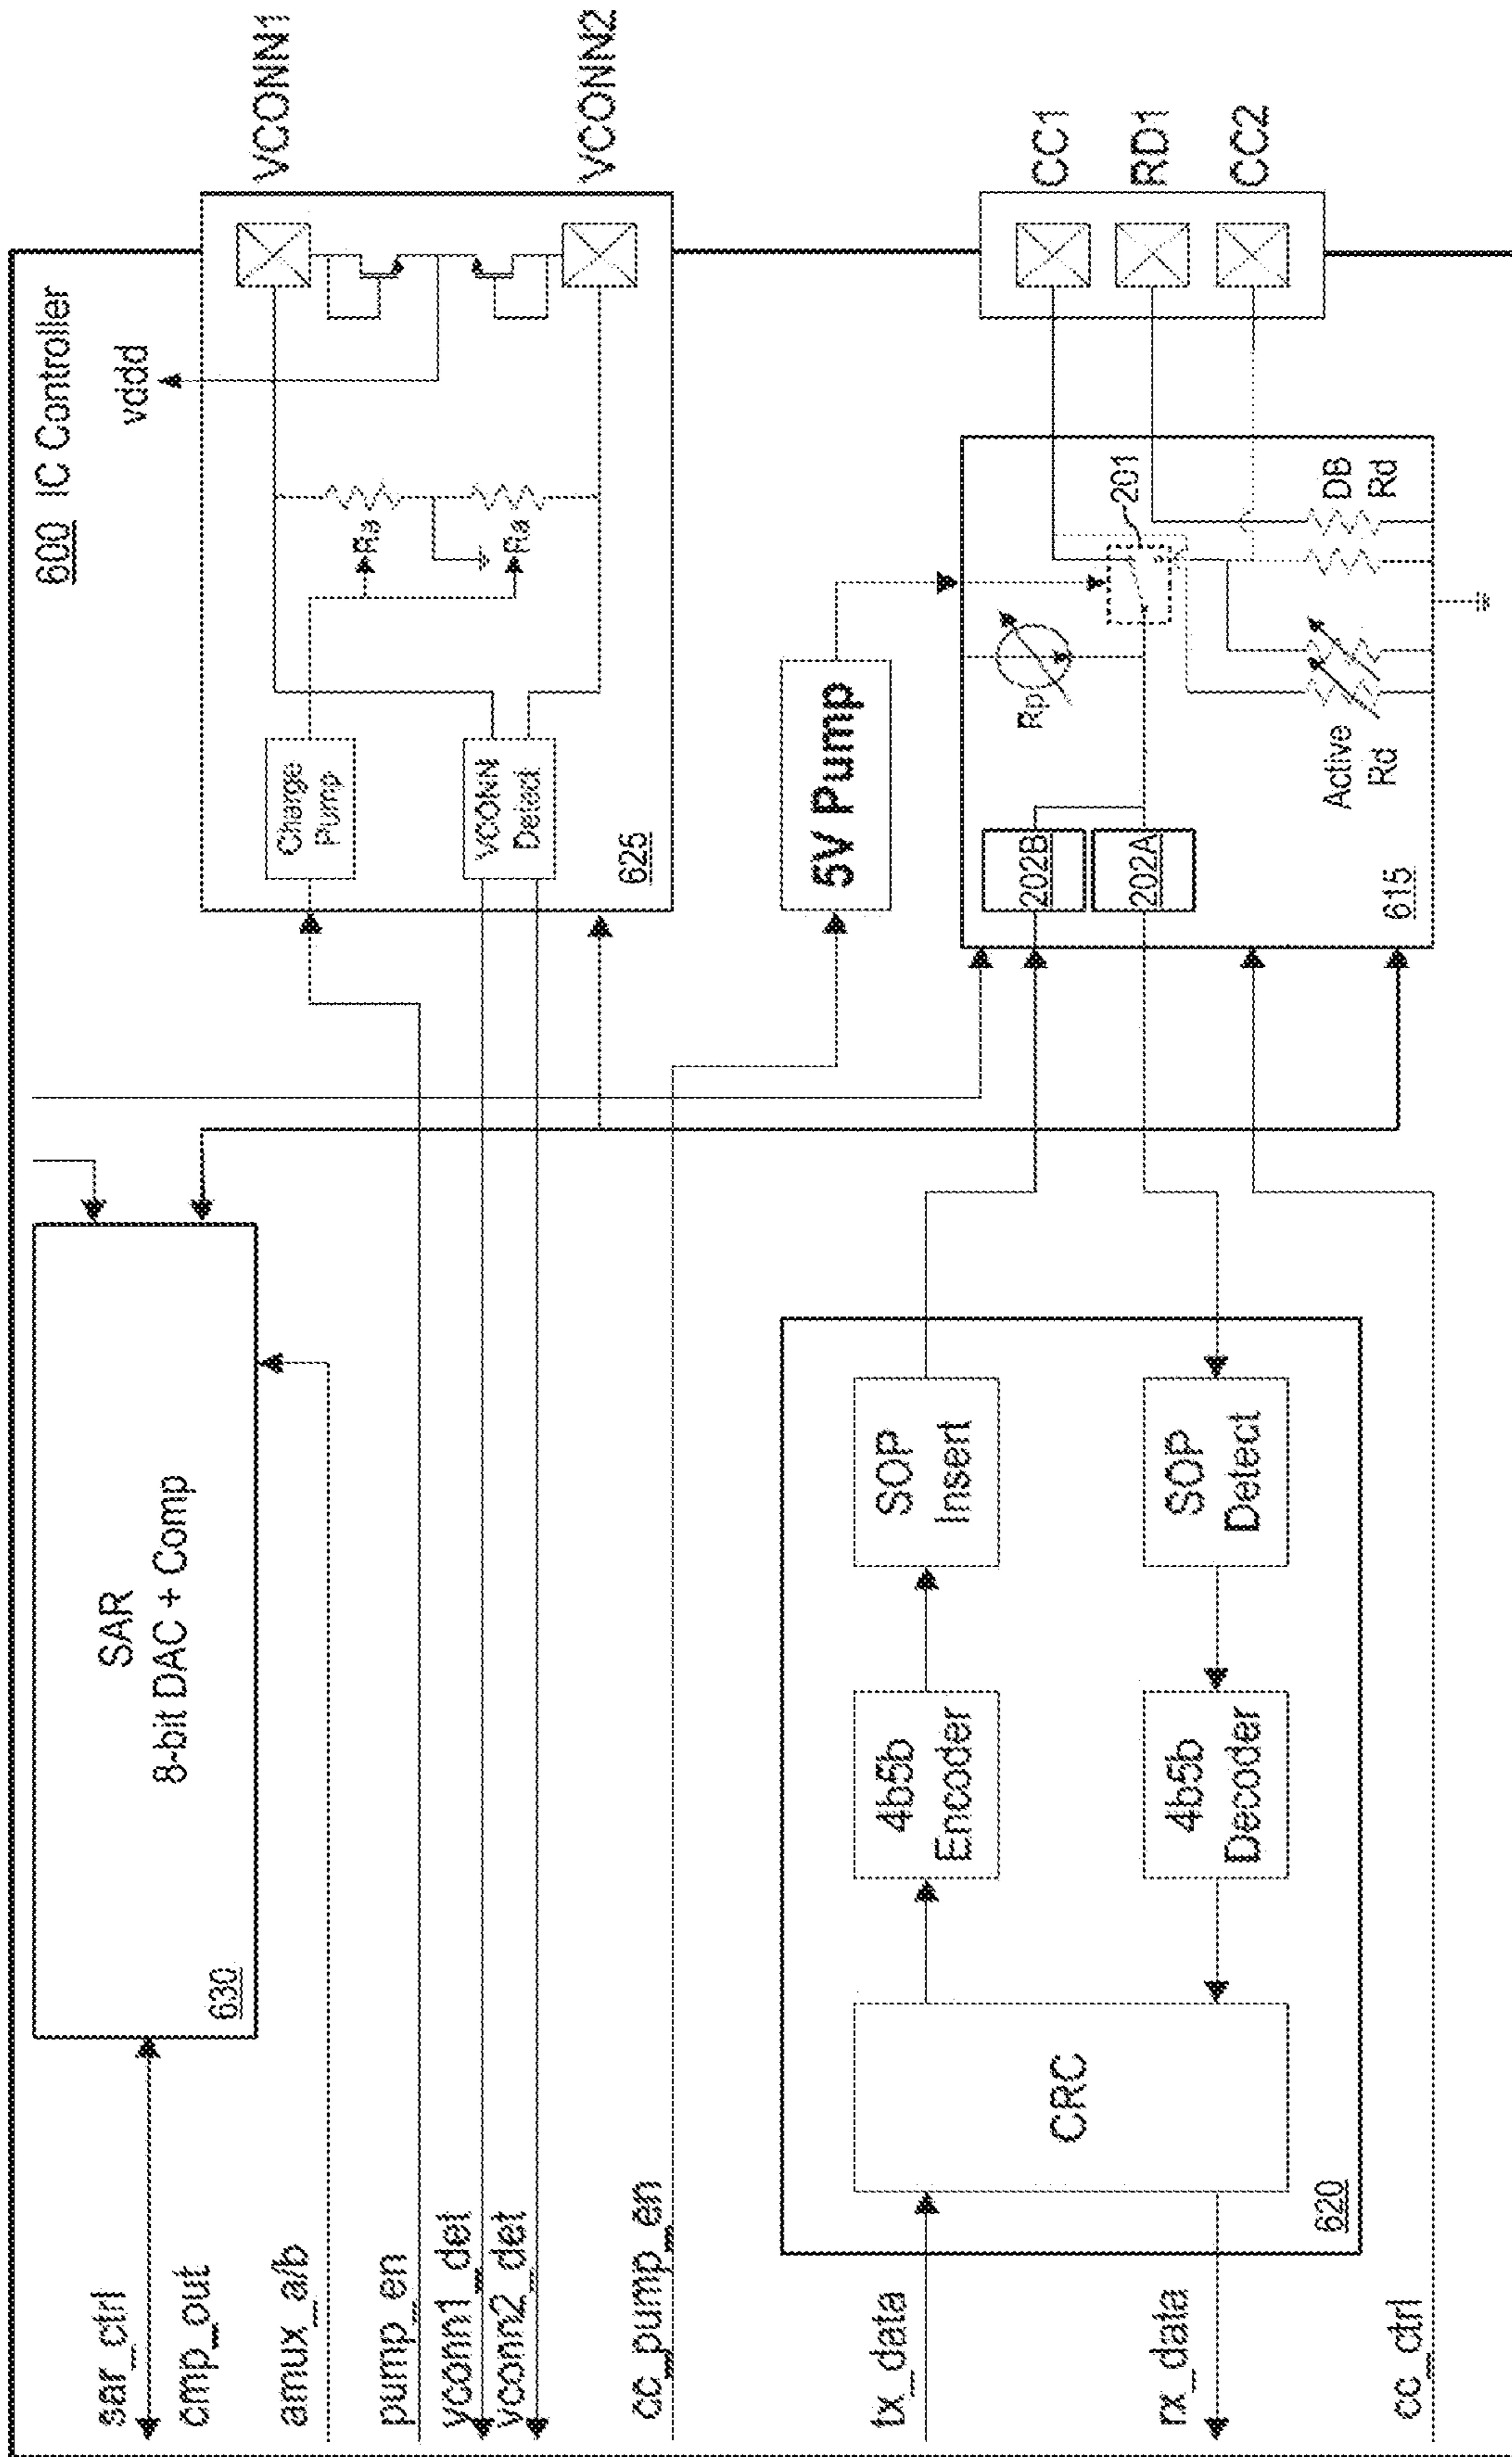 600 IC Controller
sar_ctrl
cmp_out
SAR
8-bit DAC + Comp
630
amux_a/b
pump_en
vconn1_det
vconn2_det
cc_pump_en
vddd
VCONN1
VCONN2
Charge
Pump
VCONN
Detect
Ra
Ra
625
5V Pump
tx_data
rx_data
cc_ctrl
CRC
4b5b
Encoder
SOP
Insert
4b5b
Decoder
SOP
Detect
620
202B
202A
Rp
201
Active
Rd
DB
Rd
615
CC1
RD1
CC2